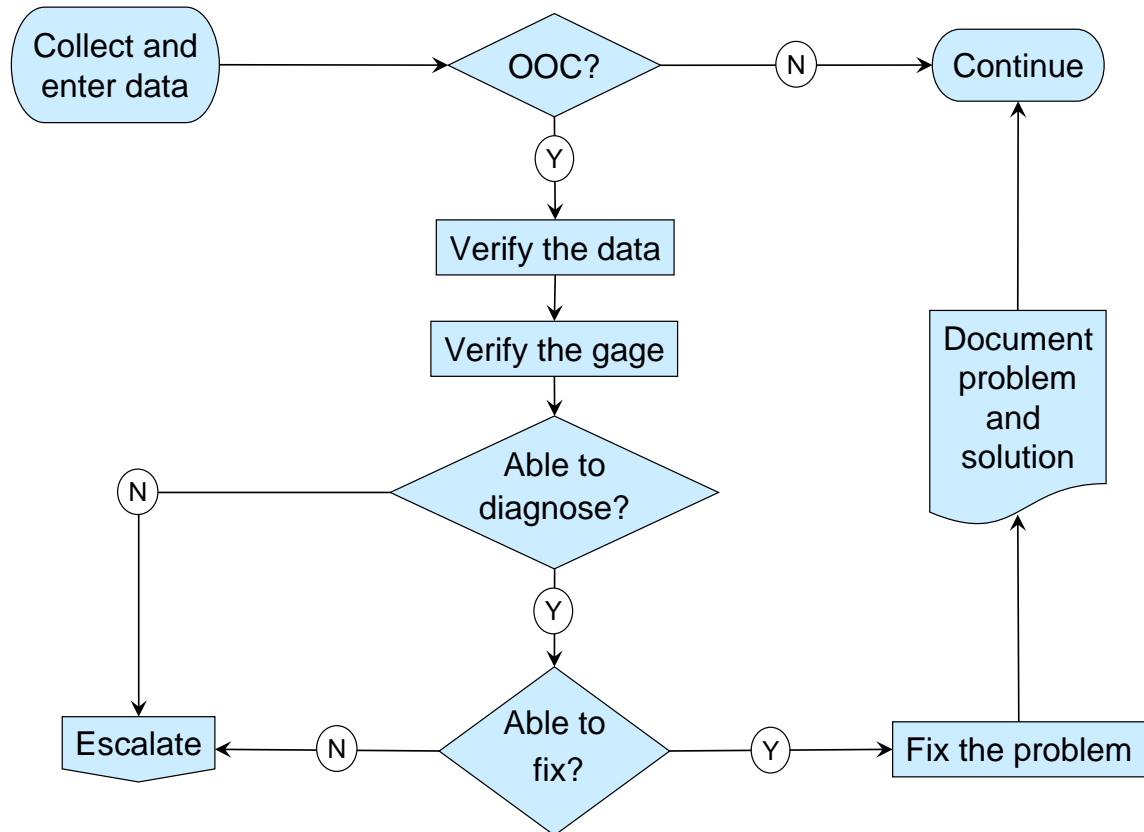 Collect and
enter data
OOC?
N
Continue
Y
Verify the data
Verify the gage
Document
problem
and
solution
Able to
diagnose?
N
Y
Able to
fix?
N
Escalate
Y
Fix the problem